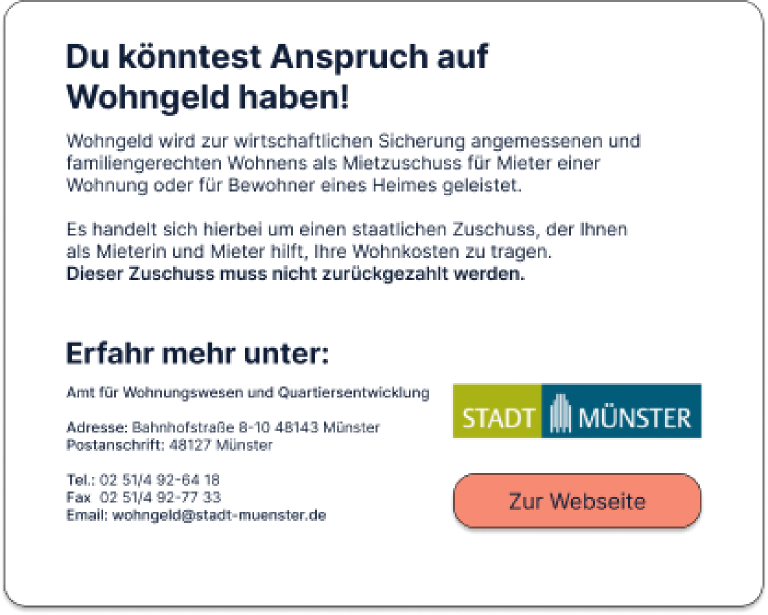 Du könntest Anspruch auf
Wohngeld haben!
Wohngeld wird zur wirtschaftlichen Sicherung angemessenen und
familiengerechten Wohnens als Mietzuschuss für Mieter einer
Wohnung oder für Bewohner eines Heimes geleistet.
Es handelt sich hierbei um einen staatlichen Zuschuss, der Ihnen
als Mieterin und Mieter hilft, Ihre Wohnkosten zu tragen.
Dieser Zuschuss muss nicht zurückgezahlt werden.
Erfahr mehr unter:
Amt für Wohnungswesen und Quartiersentwicklung
Adresse: Bahnhofstraße 8-10 48143 Münster
Postanschrift: 48127 Münster
Tel.: 02 51/4 92-64 18
Fax 02 51/4 92-77 33
Email: wohngeld@stadt-muenster.de
STADT MÜNSTER
Zur Webseite